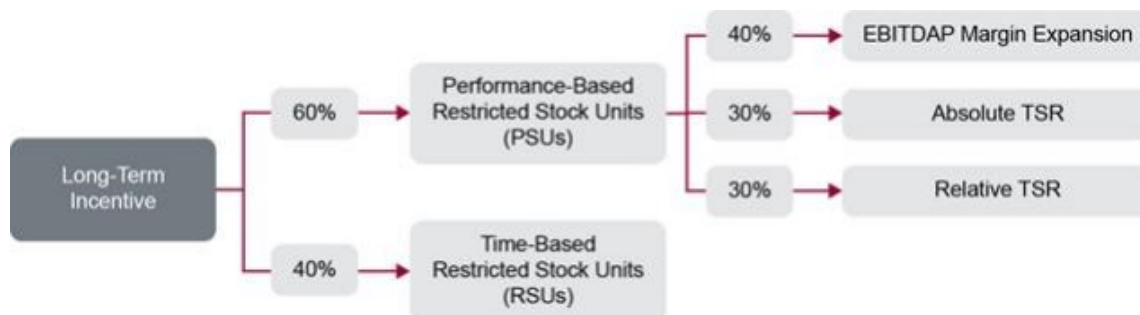 Long-Term
Incentive
60%
Performance-Based
Restricted Stock Units
(PSUs)
40%
EBITDAP Margin Expansion
30%
Absolute TSR
30%
Relative TSR
40%
Time-Based
Restricted Stock Units
(RSUs)